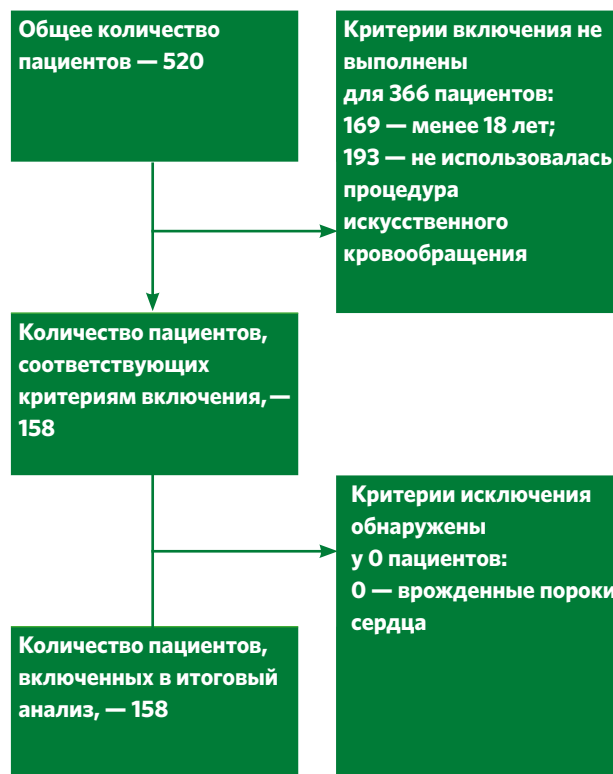 Общее количество
пациентов — 520
Критерии включения не
выполнены
для 366 пациентов:
169 — менее 18 лет;
193 — не использовалась
процедура
искусственного
кровообращения
Количество пациентов,
соответствующих
критериям включения, —
158
Критерии исключения
обнаружены
у 0 пациентов:
0 — врожденные пороки
сердца
Количество пациентов,
включенных в итоговый
анализ, — 158